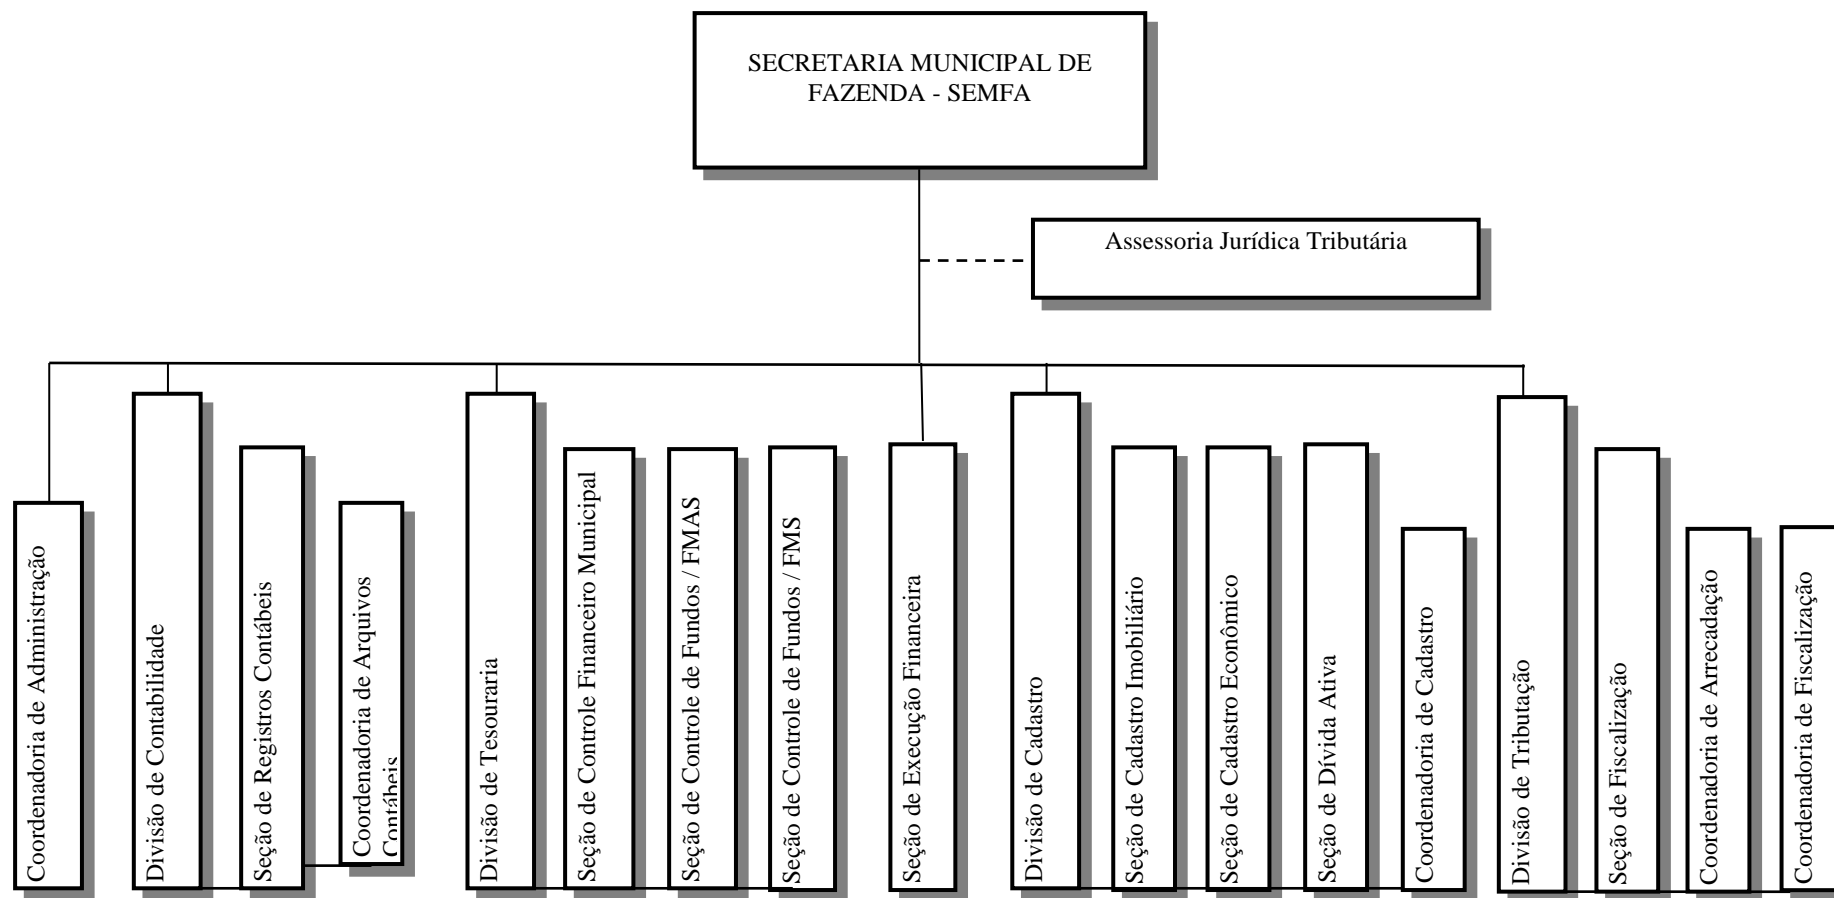 SECRETARIA MUNICIPAL DE
FAZENDA - SEMFA
Assessoria Jurídica Tributária
Coordenadoria de Administração
Divisão de Contabilidade
Seção de Registros Contábeis
Coordenadoria de Arquivos
Contábeis
Divisão de Tesouraria
Seção de Controle Financeiro Municipal
Seção de Controle de Fundos / FMAS
Seção de Controle de Fundos / FMS
Seção de Execução Financeira
Divisão de Cadastro
Seção de Cadastro Imobiliário
Seção de Cadastro Econômico
Seção de Dívida Ativa
Coordenadoria de Cadastro
Divisão de Tributação
Seção de Fiscalização
Coordenadoria de Arrecadação
Coordenadoria de Fiscalização